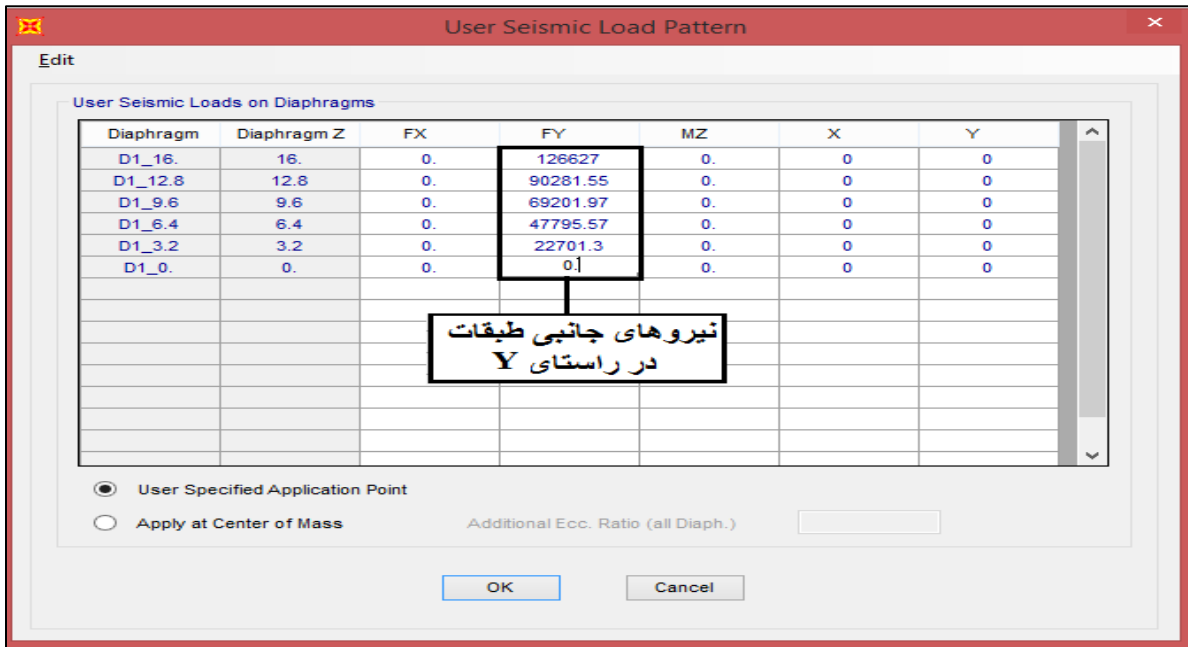 User Seismic Load Pattern
×
Edit
User Seismic Loads on Diaphragms
Diaphragm Diaphragm Z FX FY MZ X Y
D1_16. 16. 0. 126627 0. 0 0
D1_12.8 12.8 0. 90281.55 0. 0 0
D1_9.6 9.6 0. 69201.97 0. 0 0
D1_6.4 6.4 0. 47795.57 0. 0 0
D1_3.2 3.2 0. 22701.3 0. 0 0
D1_0. 0. 0. 0. 0. 0 0
نیروهای جانبی طبقات
در راستای Y
User Specified Application Point
Apply at Center of Mass Additional Ecc. Ratio (all Diaph.)
OK Cancel